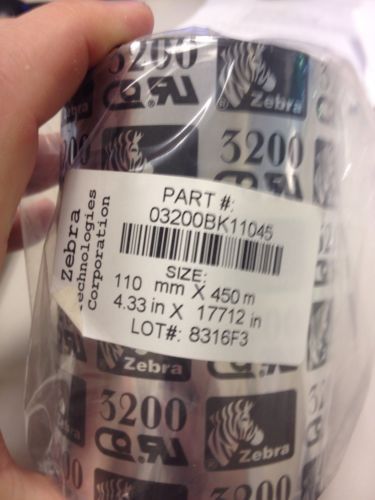 3200
Zebra
3200
PART #:
03200BK11045
Zebra
Technologies
Corporation
SIZE:
110 mm X 450 m
4.33 in X 17712 in
LOT#: 8316F3
Zebra
3200
Zebra
3200